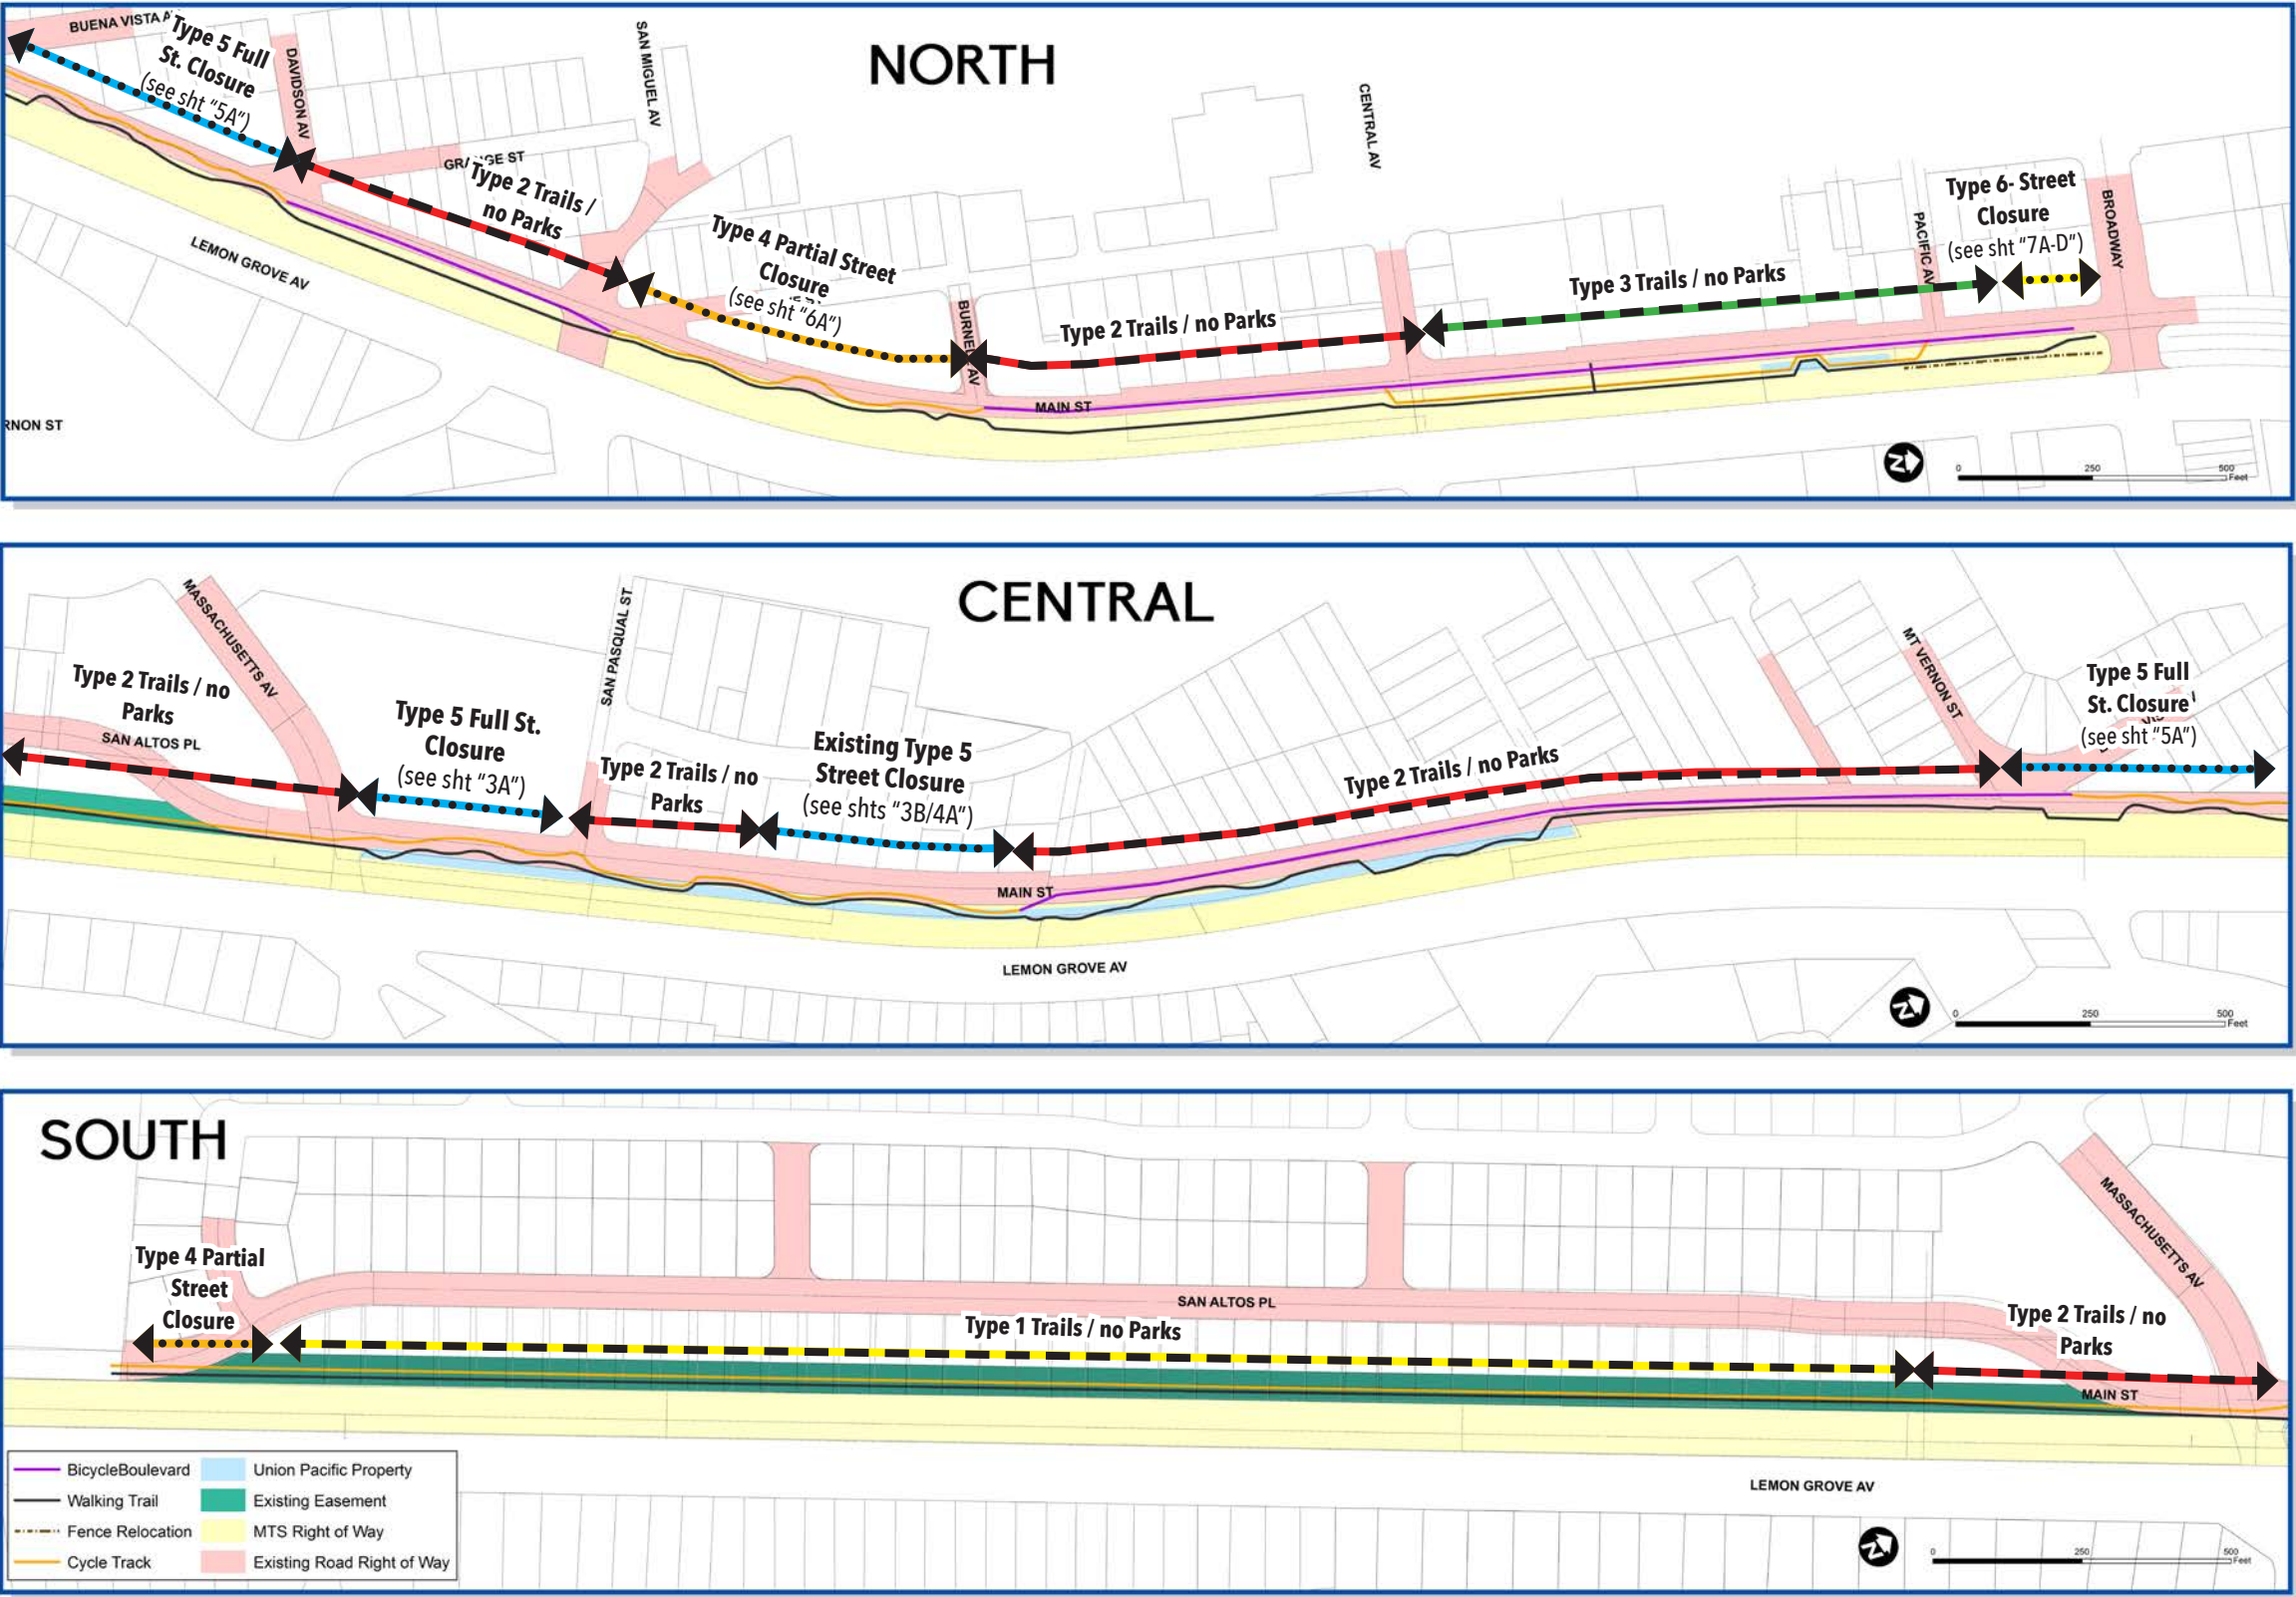 NORTH
BUENA VISTA A
Type 5 Full
St. Closure
(see sht "5A")
DAVIDSON AV
SAN MIGUEL AV
CENTRAL AV
Type 2 Trails /
no Parks
Type 4 Partial Street
Closure
(see sht "6A")
Type 2 Trails / no Parks
Type 3 Trails / no Parks
PACIFIC AV
Type 6- Street
Closure
(see sht "7A-D")
BROADWAY
LEMON GROVE AV
MAIN ST
RNON ST
N
0 250 500
Feet
CENTRAL
MASSACHUSETTS AV
Type 2 Trails / no
Parks
SAN ALTOS PL
Type 5 Full St.
Closure
(see sht "3A")
SAN PASQUAL ST
Type 2 Trails / no
Parks
Existing Type 5
Street Closure
(see shts "3B/4A")
Type 2 Trails / no Parks
MT VERNON ST
Type 5 Full
St. Closure
(see sht "5A")
MAIN ST
LEMON GROVE AV
N
0 250 500
Feet
SOUTH
Type 4 Partial
Street
Closure
SAN ALTOS PL
Type 1 Trails / no Parks
MASSACHUSETTS AV
Type 2 Trails / no
Parks
MAIN ST
LEMON GROVE AV
BicycleBoulevard
Walking Trail
Fence Relocation
Cycle Track
Union Pacific Property
Existing Easement
MTS Right of Way
Existing Road Right of Way
N
0 250 500
Feet